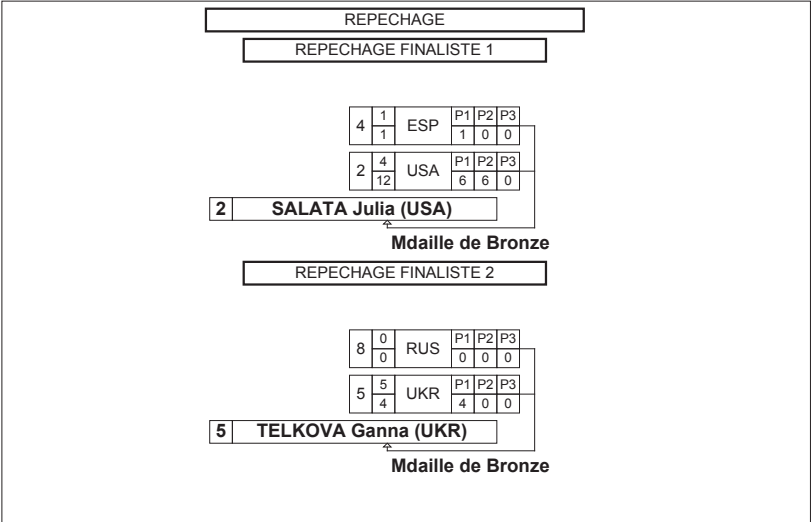 REPECHAGE
REPECHAGE FINALISTE 1
4 1 ESP P1 P2 P3
1 1 0 0
2 4 USA P1 P2 P3
12 6 6 0
2 SALATA Julia (USA)
Mdaille de Bronze
REPECHAGE FINALISTE 2
8 0 RUS P1 P2 P3
0 0 0 0
5 5 UKR P1 P2 P3
4 4 0 0
5 TELKOVA Ganna (UKR)
Mdaille de Bronze